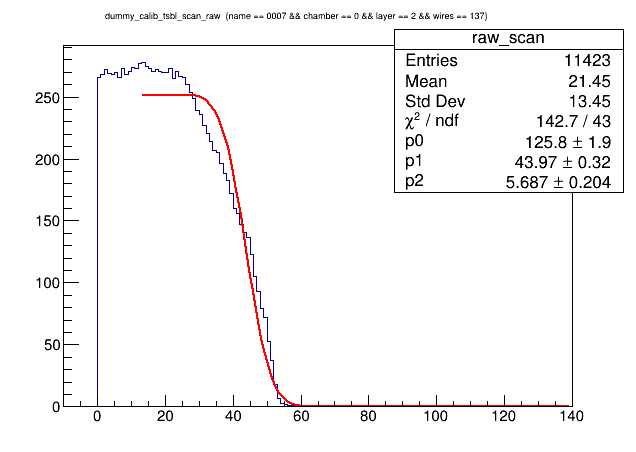 dummy_calib_tsbl_scan_raw (name == 0007 && chamber == 0 && layer == 2 && wires == 137)
raw_scan
Entries 11423
Mean 21.45
Std Dev 13.45
χ² / ndf 142.7 / 43
p0 125.8 ± 1.9
p1 43.97 ± 0.32
p2 5.687 ± 0.204
250
200
150
100
50
0
0 20 40 60 80 100 120 140